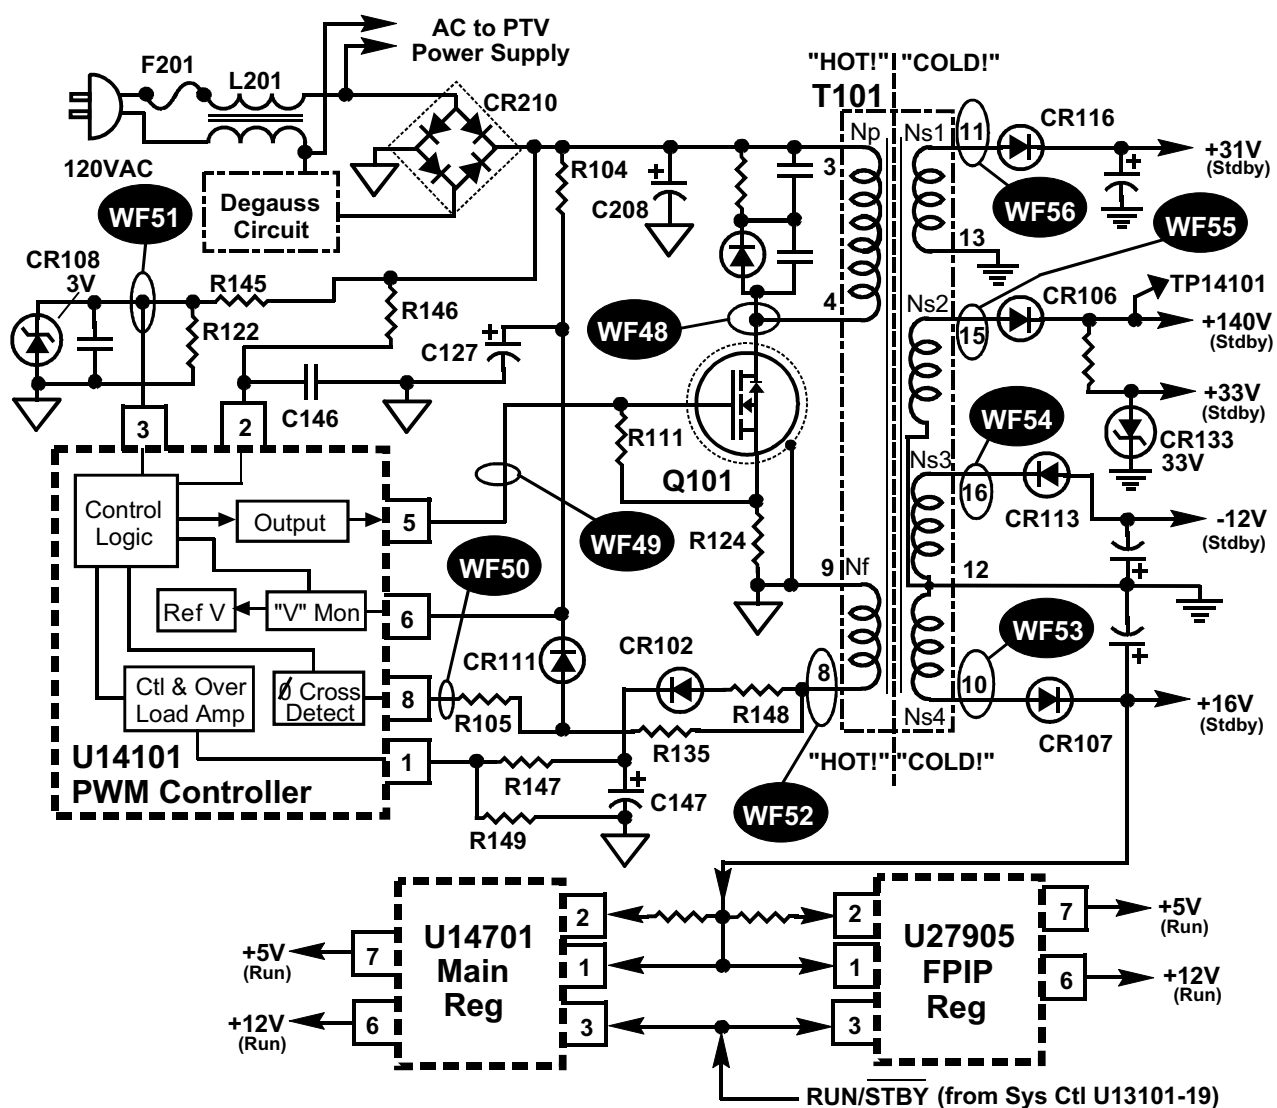 AC to PTV
Power Supply
F201
L201
CR210
120VAC
WF51
Degauss
Circuit
"HOT!"
"COLD!"
T101
Np
Ns1
3
11
CR116
+31V
(Stdby)
R104
C208
WF56
WF55
13
CR108
3V
R145
R146
R122
C127
C146
WF48
4
Ns2
15
CR106
TP14101
+140V
(Stdby)
+33V
(Stdby)
CR133
33V
3
2
R111
Q101
WF54
Ns3
16
CR113
-12V
(Stdby)
Control
Logic
Output
5
WF49
R124
WF50
9
Nf
12
Ref V
"V" Mon
6
WF53
CR111
CR102
8
10
Ctl & Over
Load Amp
Ø Cross
Detect
8
R105
R148
R135
Ns4
CR107
+16V
(Stdby)
U14101
PWM Controller
1
R147
C147
R149
"HOT!"
"COLD!"
WF52
U14701
Main
Reg
2
1
3
7
6
+5V
(Run)
+12V
(Run)
U27905
FPIP
Reg
2
1
3
7
6
+5V
(Run)
+12V
(Run)
RUN/STBY (from Sys Ctl U13101-19)